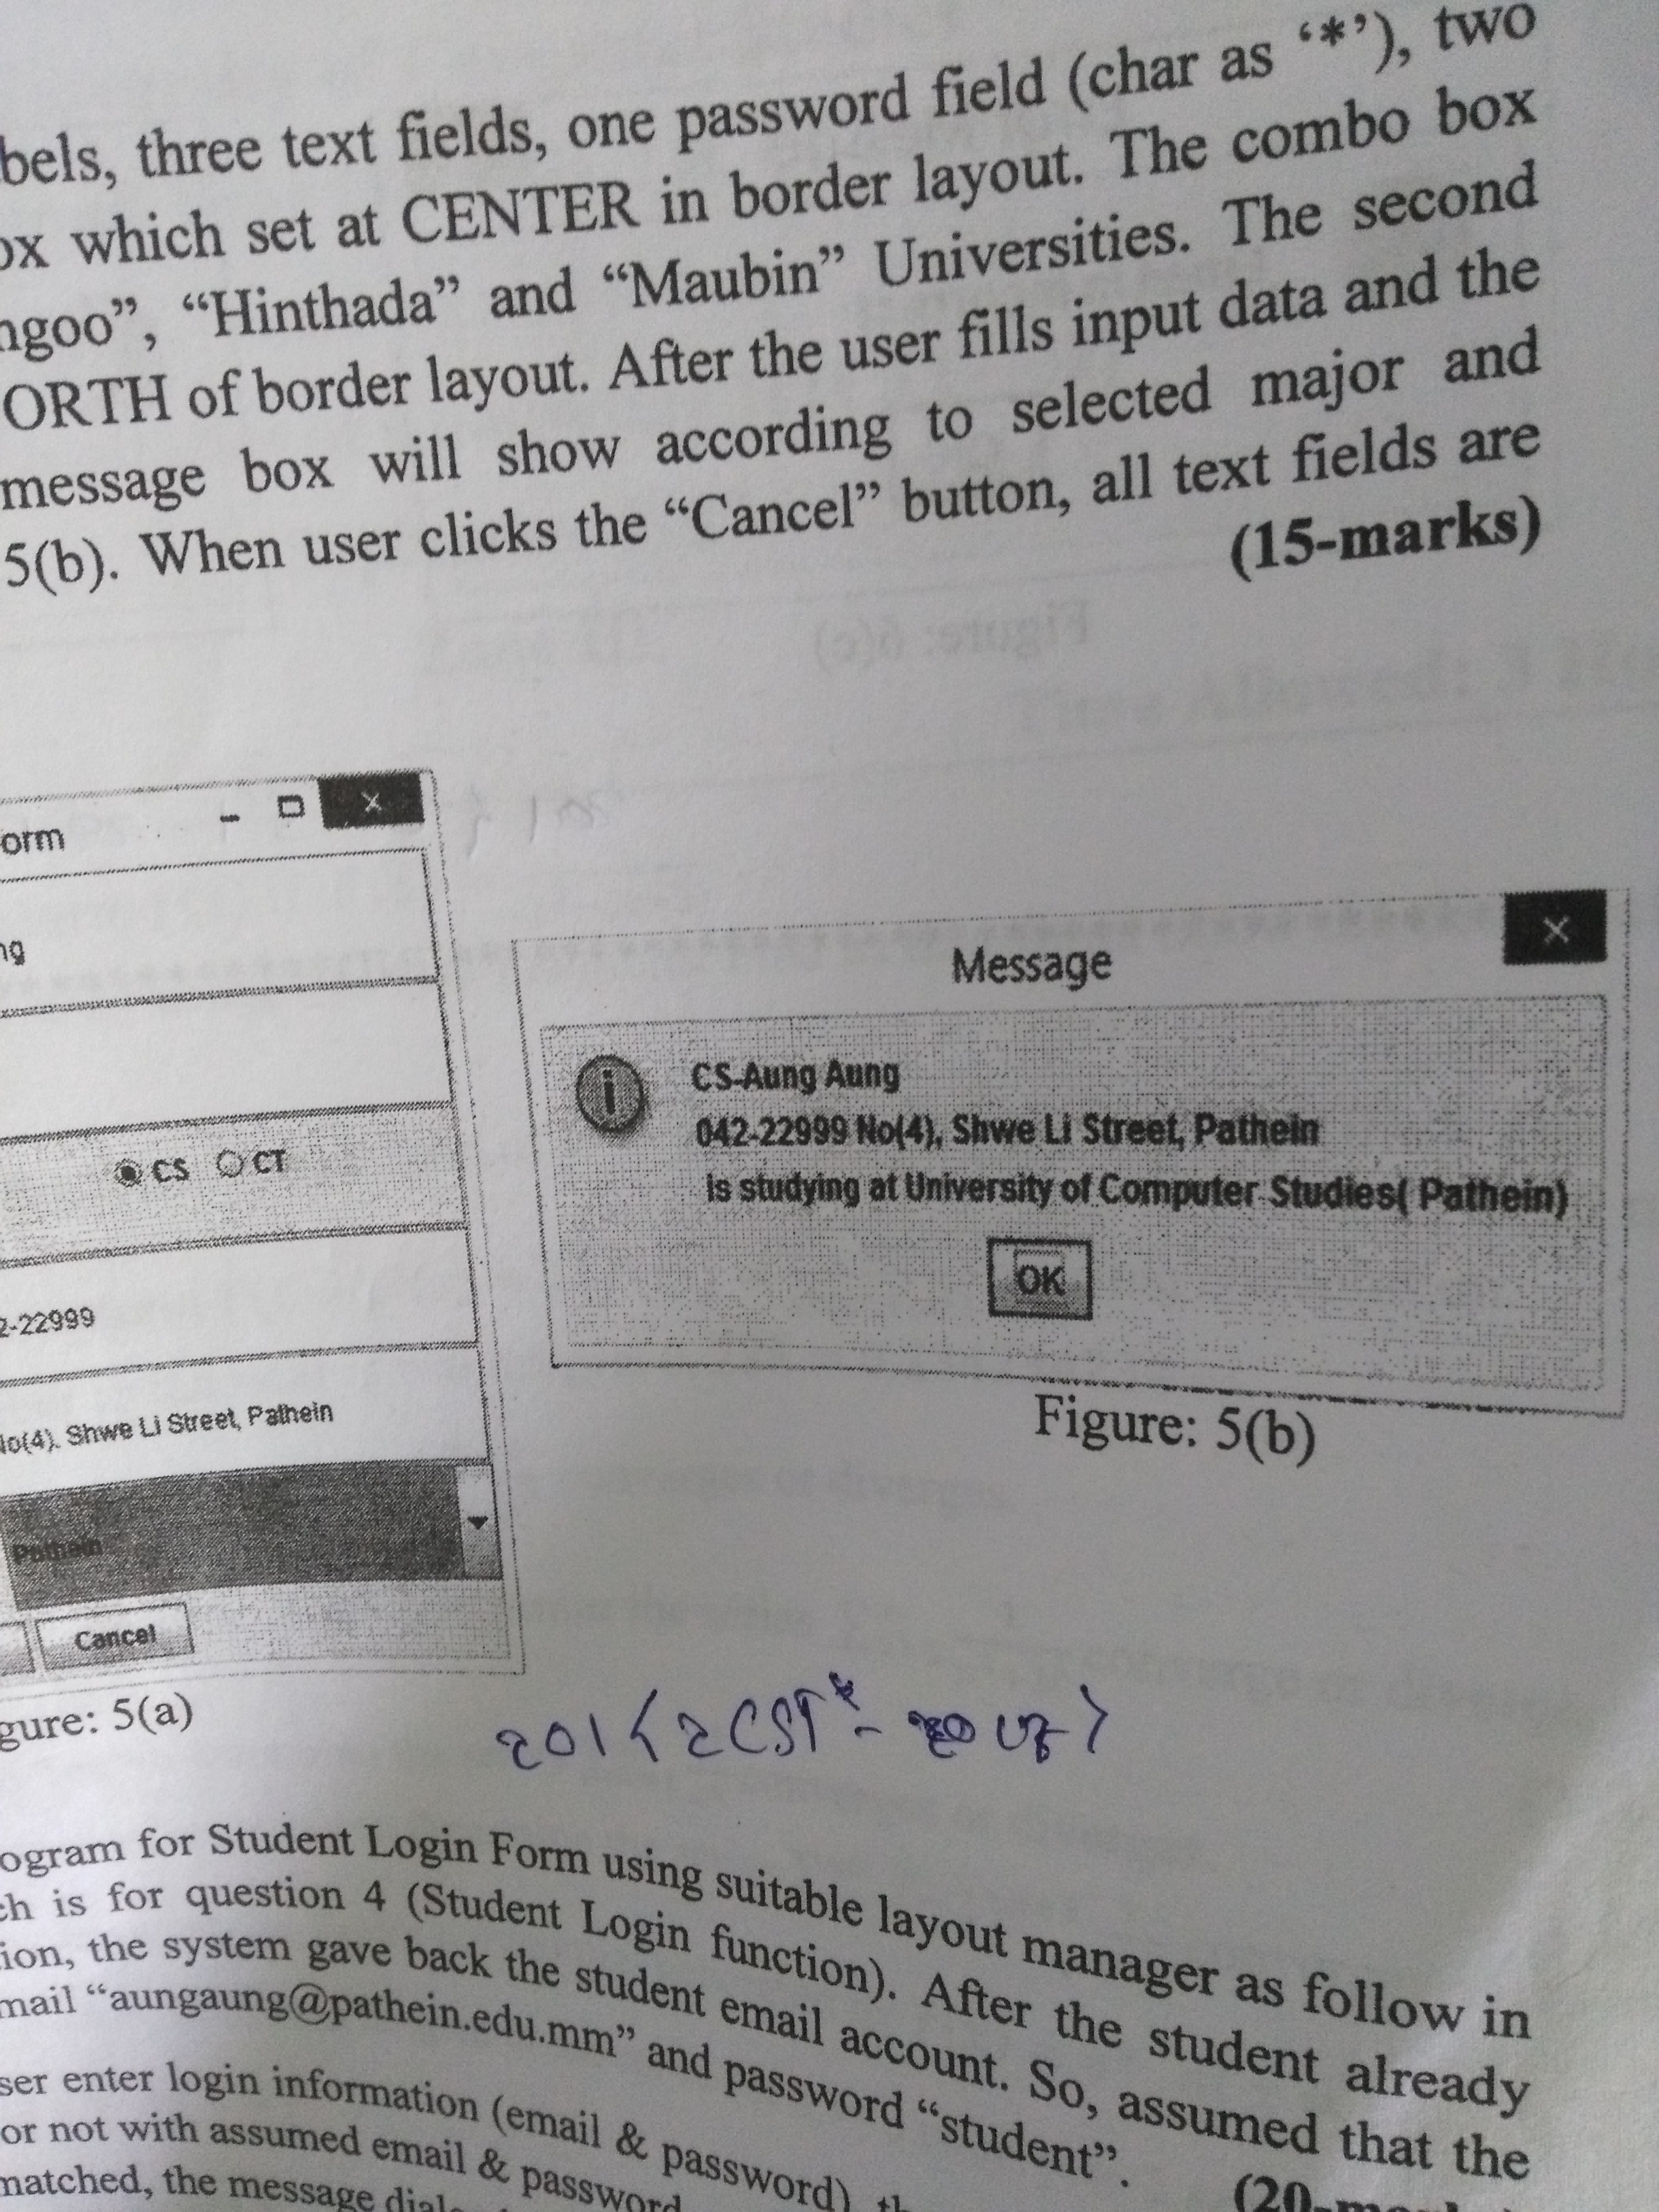 bels, three text fields, one password field (char as ‘*’), two
ox which set at CENTER in border layout. The combo box
ngoo”, “Hinthada” and “Maubin” Universities. The second
ORTH of border layout. After the user fills input data and the
message box will show according to selected major and
5(b). When user clicks the “Cancel” button, all text fields are
(15-marks)
Figure: 6(c)
orm
ng
CS CT
2-22999
No(4), Shwe Li Street, Pathein
Pathein
Cancel
gure: 5(a)
Message
CS-Aung Aung
042-22999 No(4), Shwe Li Street, Pathein
is studying at University of Computer Studies( Pathein)
OK
Figure: 5(b)
ogram for Student Login Form using suitable layout manager as follow in
ch is for question 4 (Student Login function). After the student already
ion, the system gave back the student email account. So, assumed that the
mail “aungaung@pathein.edu.mm” and password “student”.
(20-mark
ser enter login information (email & password), th
or not with assumed email & password
matched, the message dialo